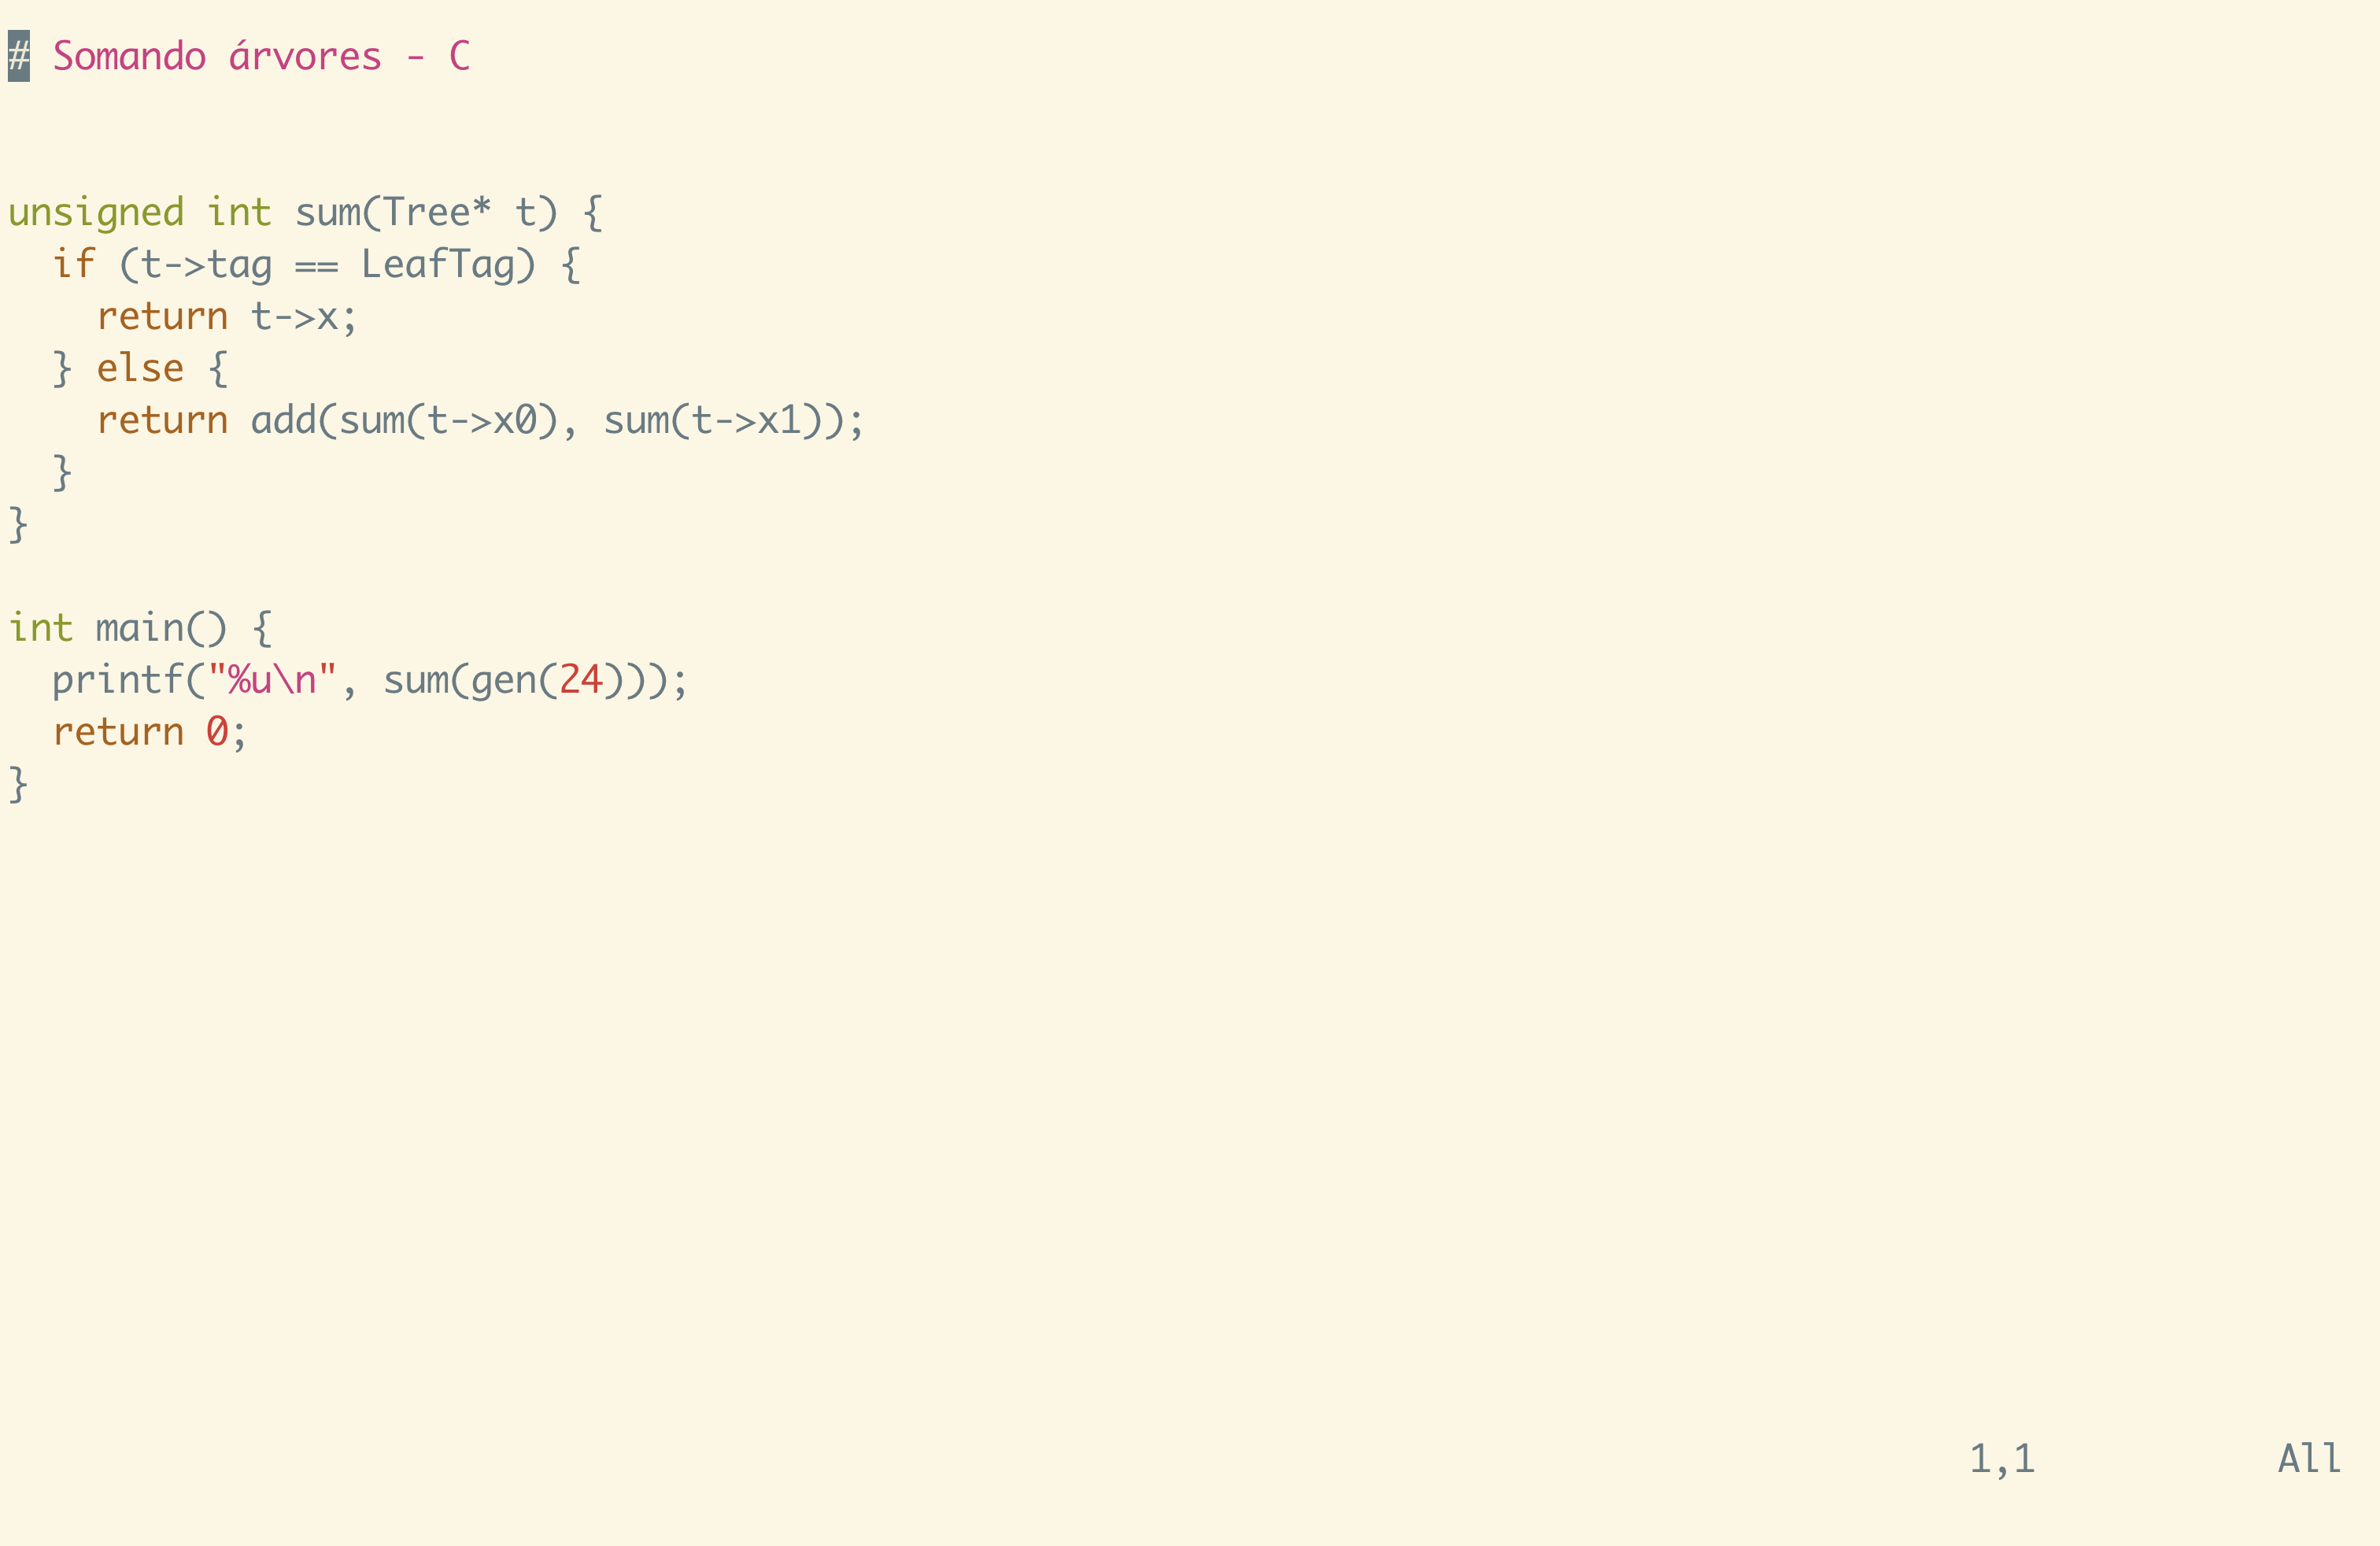 # Somando árvores - C
unsigned int sum(Tree* t) {
  if (t->tag == LeafTag) {
    return t->x;
  } else {
    return add(sum(t->x0), sum(t->x1));
  }
}
int main() {
  printf("%u\n", sum(gen(24)));
  return 0;
}
1,1 All